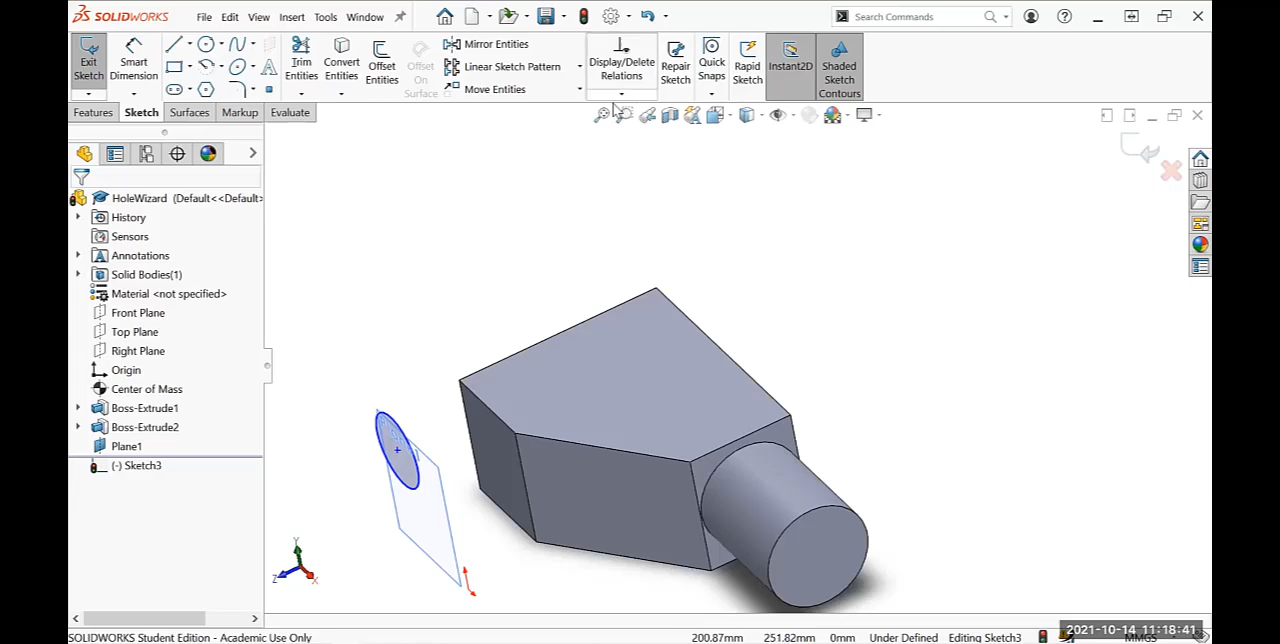 SOLIDWORKS File Edit View Insert Tools Window Search Commands
Exit Sketch
Smart Dimension
Trim Entities
Convert Entities
Offset Entities
Offset On Surface
Mirror Entities
Linear Sketch Pattern
Move Entities
Display/Delete Relations
Repair Sketch
Quick Snaps
Rapid Sketch
Instant2D
Shaded Sketch Contours
Features Sketch Surfaces Markup Evaluate
HoleWizard (Default<<Default>
History
Sensors
Annotations
Solid Bodies(1)
Material <not specified>
Front Plane
Top Plane
Right Plane
Origin
Center of Mass
Boss-Extrude1
Boss-Extrude2
Plane1
(-) Sketch3
Y
Z
X
SOLIDWORKS Student Edition - Academic Use Only 200.87mm 251.82mm 0mm Under Defined Editing Sketch3 MMGS
2021-10-14 11:18:41